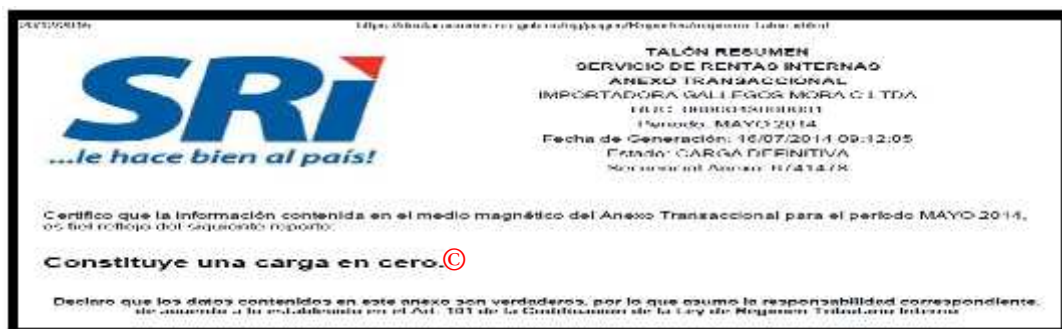 SRi
...le hace bien al país!
TALÓN RESUMEN
SERVICIO DE RENTAS INTERNAS
ANEXO TRANSACCIONAL
IMPORTADORA GALLEGOS MORA C LTDA
Periodo: MAYO 2014
Fecha de Generación: 16/07/2014 09:12:05
Estado: CARGA DEFINITIVA
Certifico que la información contenida en el medio magnético del Anexo Transaccional para el período MAYO 2014,
es fiel reflejo del siguiente reporte:
Constituye una carga en cero.©
Declaro que los datos contenidos en este anexo son verdaderos, por lo que asumo la responsabilidad correspondiente,
de acuerdo a lo establecido en el Art. 101 de la Codificación de la Ley de Régimen Tributario Interno